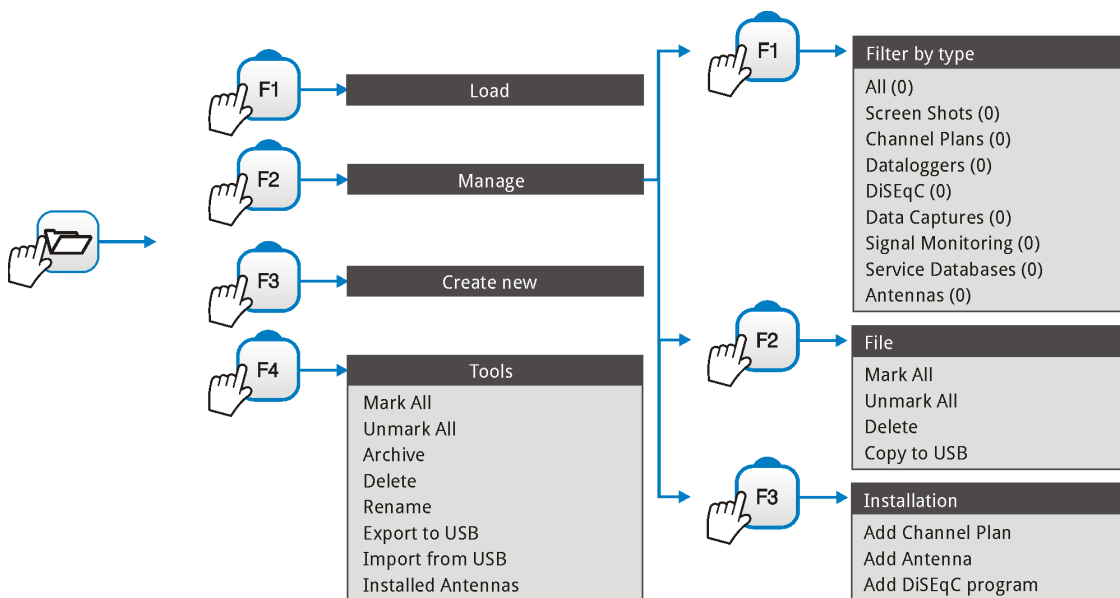 F1
Load
F2
Manage
F3
Create new
F4
Tools
Mark All
Unmark All
Archive
Delete
Rename
Export to USB
Import from USB
Installed Antennas
F1
Filter by type
All (0)
Screen Shots (0)
Channel Plans (0)
Dataloggers (0)
DiSEqC (0)
Data Captures (0)
Signal Monitoring (0)
Service Databases (0)
Antennas (0)
F2
File
Mark All
Unmark All
Delete
Copy to USB
F3
Installation
Add Channel Plan
Add Antenna
Add DiSEqC program